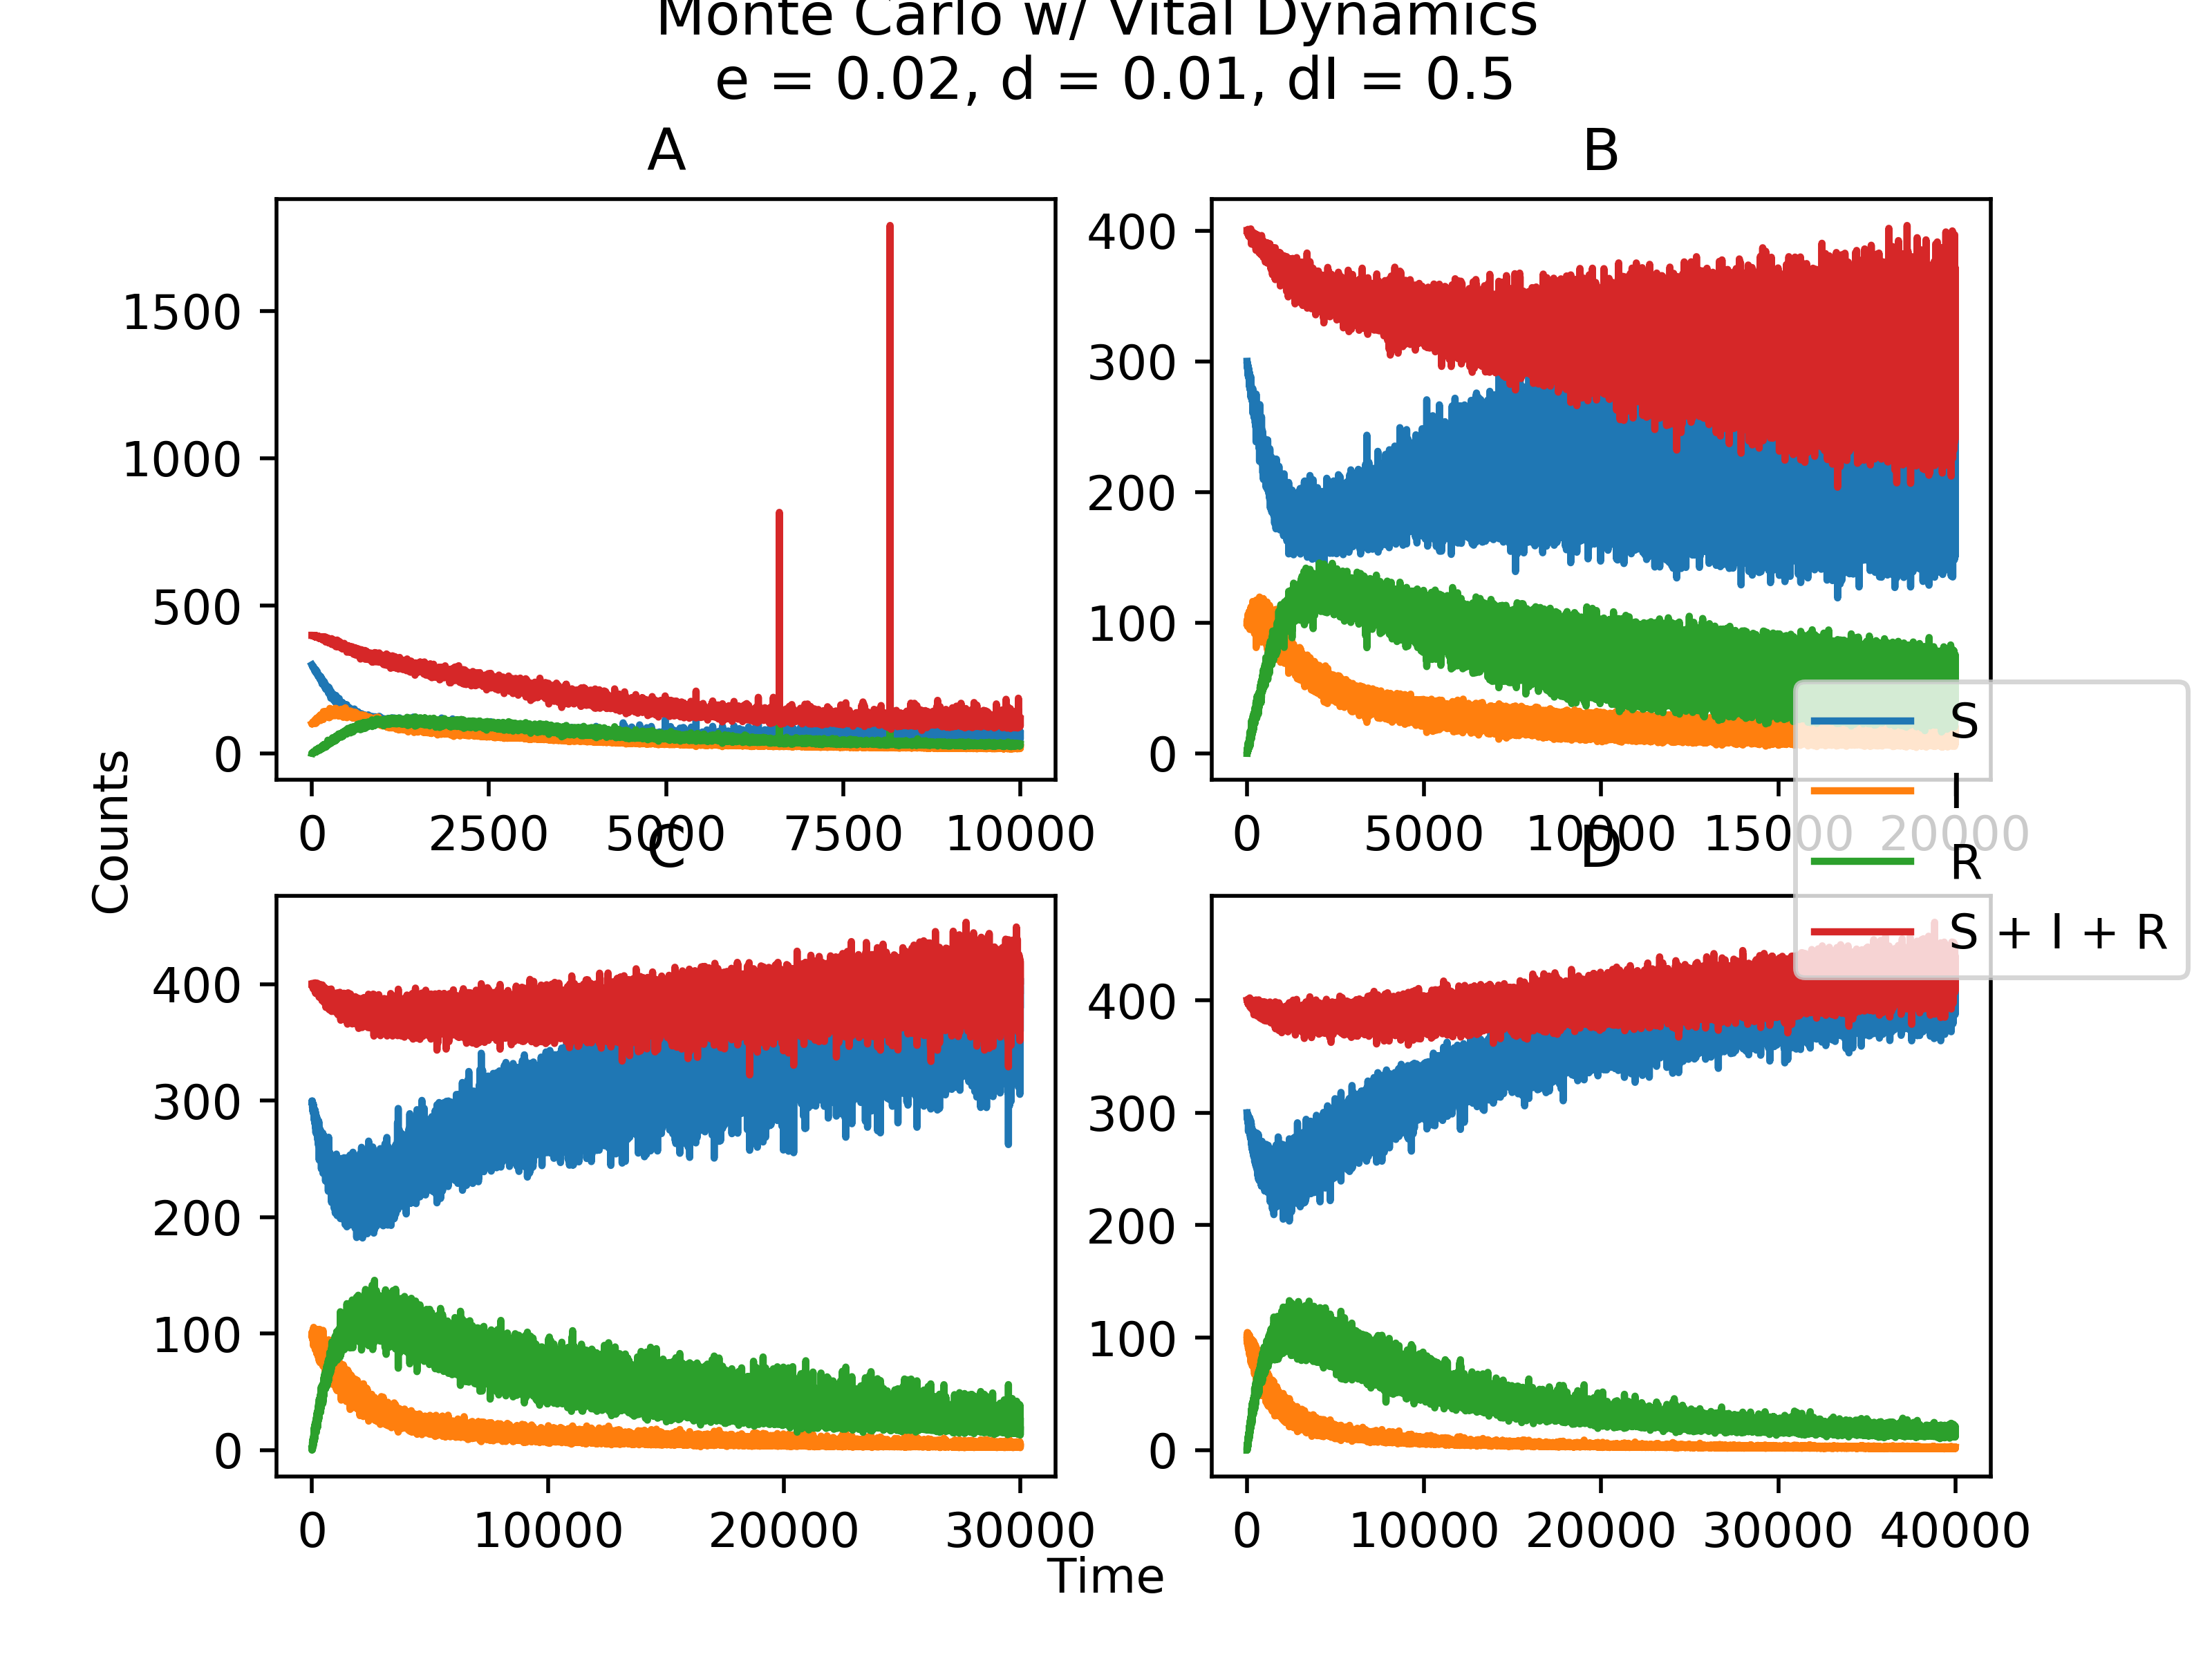 Monte Carlo w/ Vital Dynamics
e = 0.02, d = 0.01, dI = 0.5
A
1500
1000
500
0
0 2500 5000 7500 10000
B
400
300
200
100
0
0 5000 10000 15000 20000
Counts
C
400
300
200
100
0
0 10000 20000 30000
D
400
300
200
100
0
0 10000 20000 30000 40000
Time
S
I
R
S + I + R